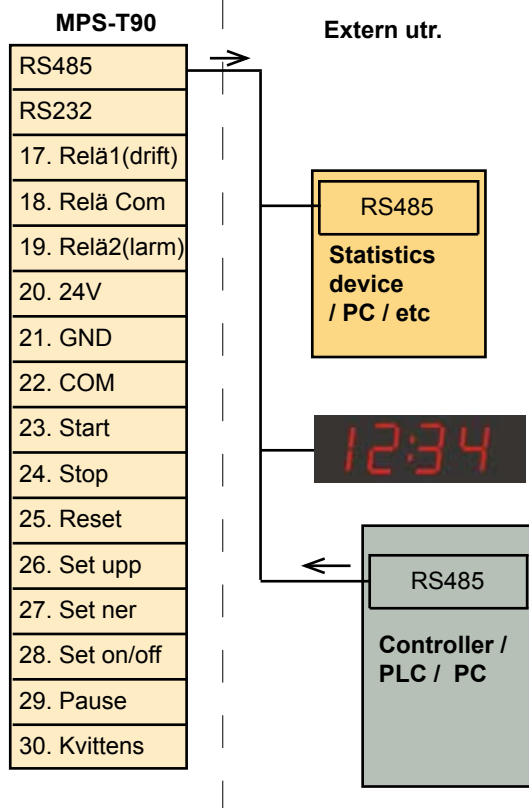 MPS-T90
RS485
RS232
17. Relä1(drift)
18. Relä Com
19. Relä2(larm)
20. 24V
21. GND
22. COM
23. Start
24. Stop
25. Reset
26. Set upp
27. Set ner
28. Set on/off
29. Pause
30. Kvittens
Extern utr.
RS485
Statistics
device
/ PC / etc
12:34
RS485
Controller /
PLC / PC